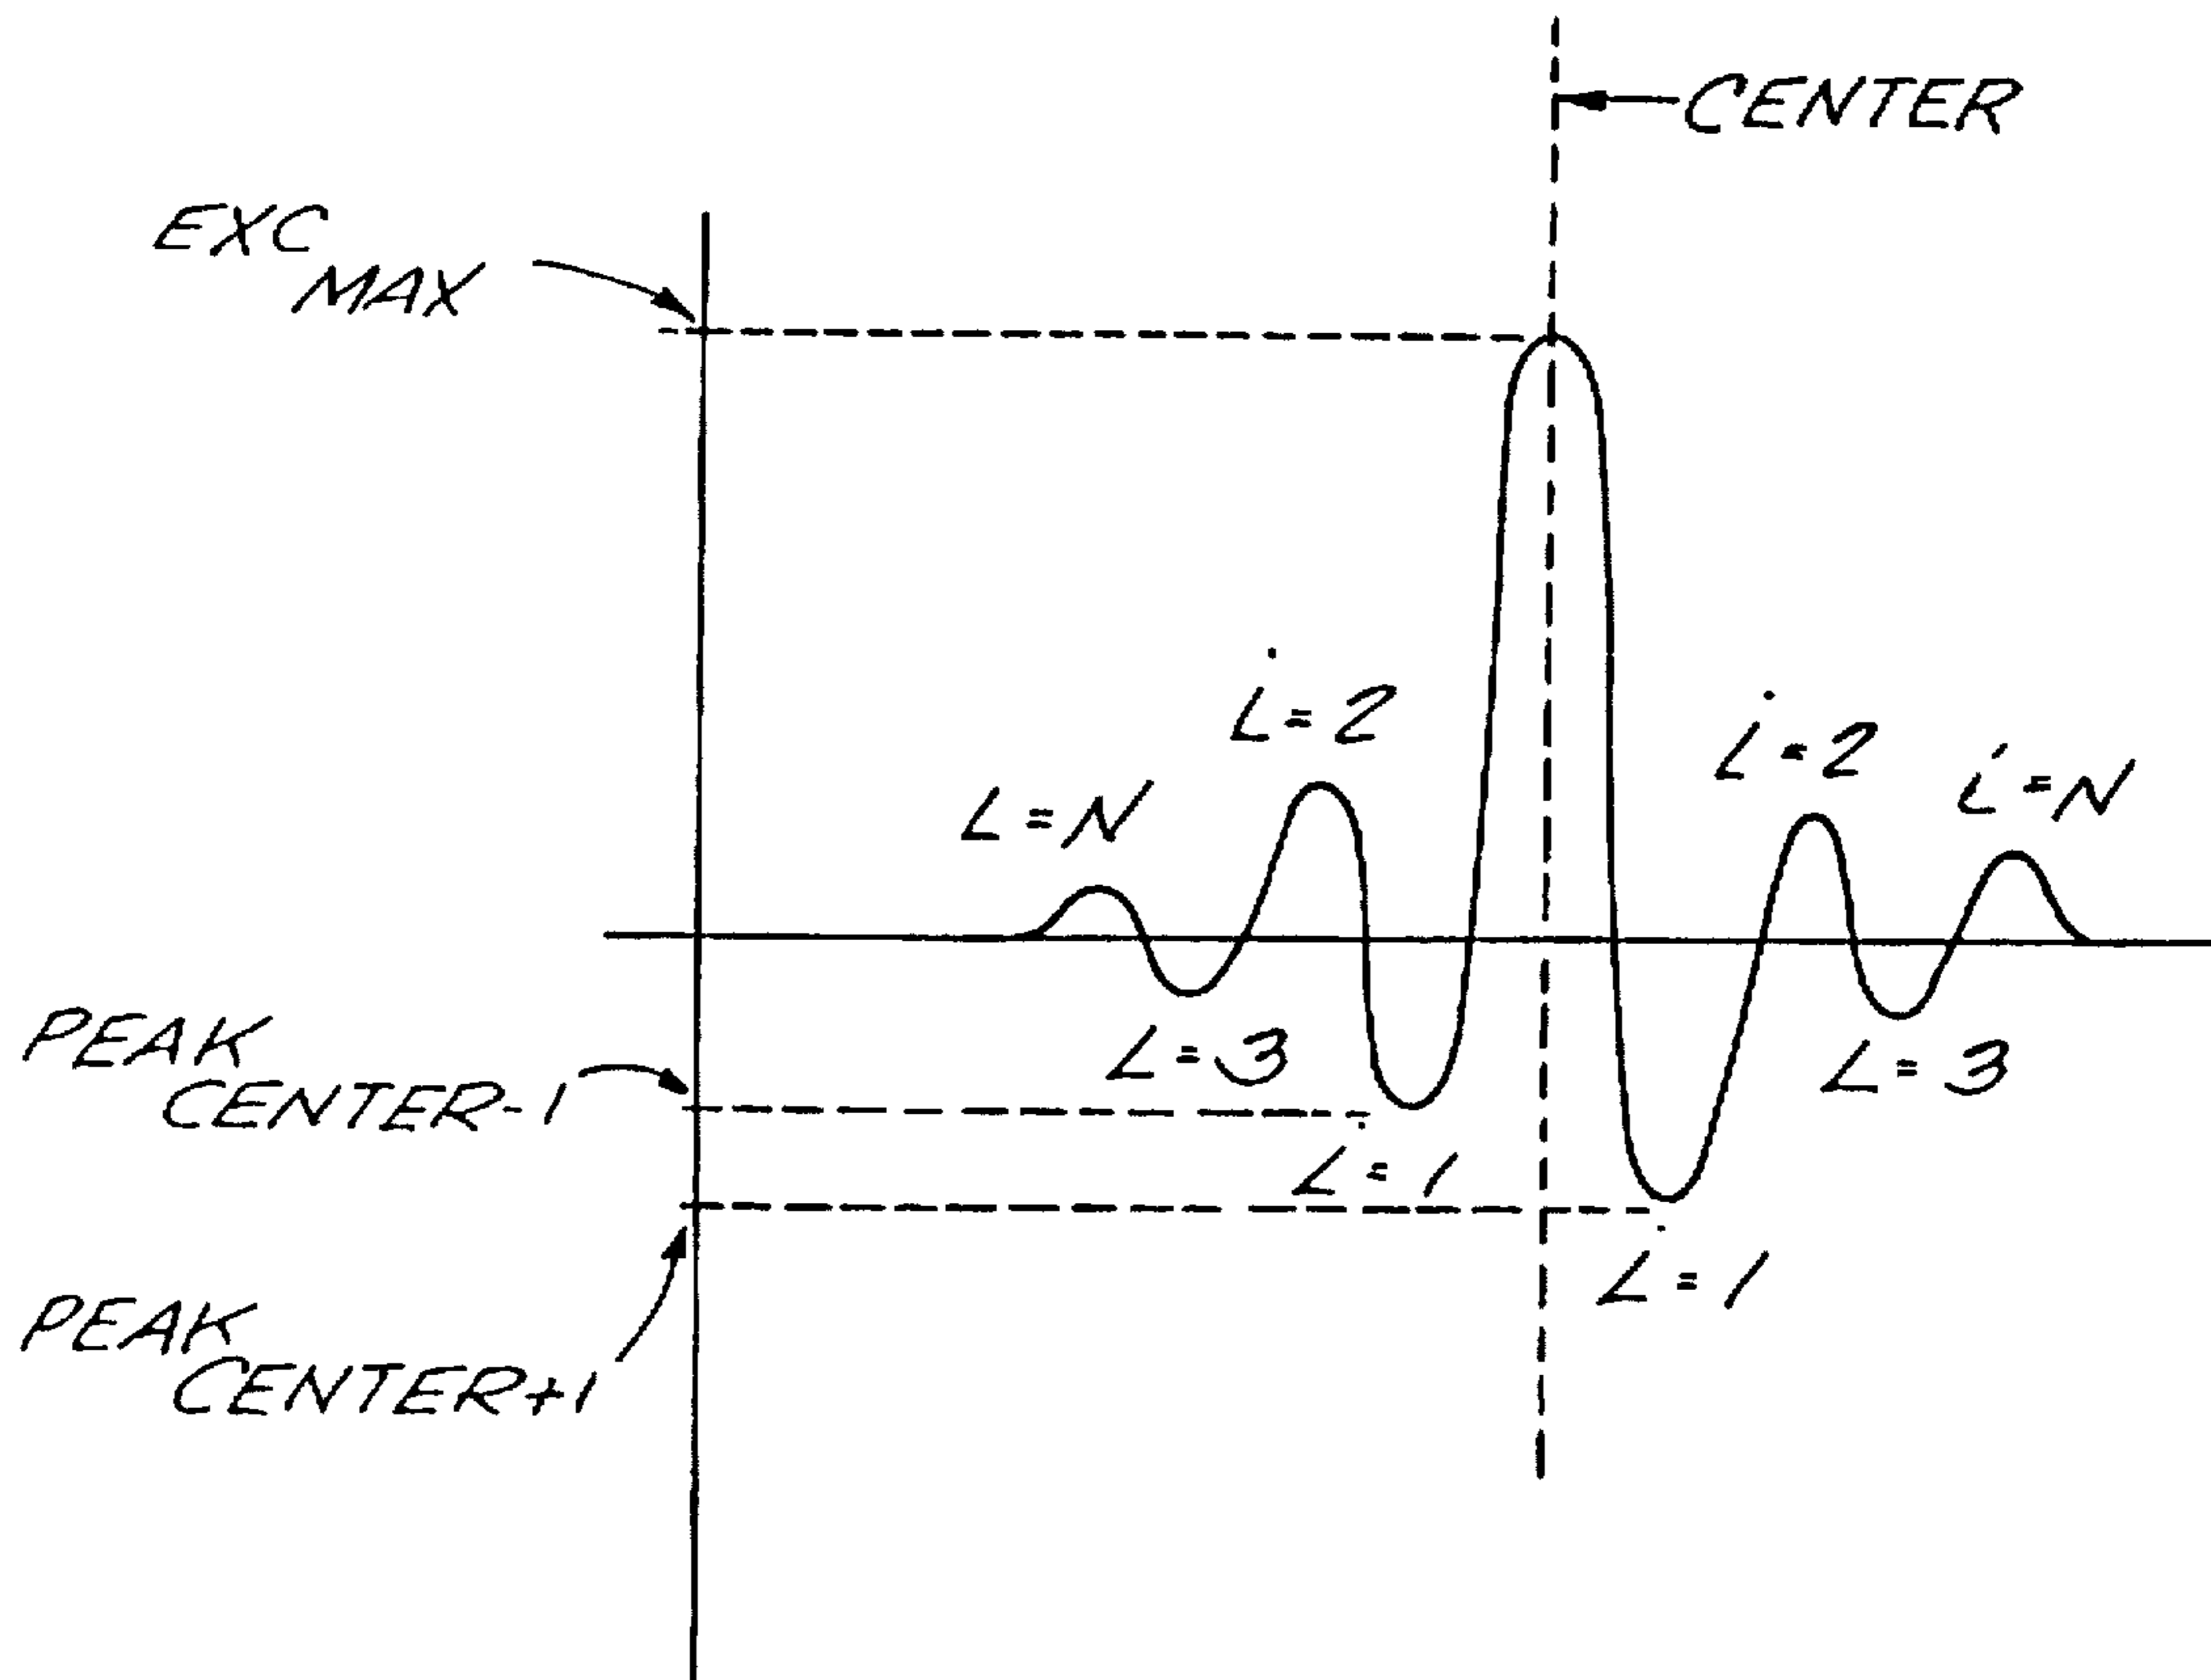 CENTER
EXC
MAX
i=2
i=2
i=N
i=N
PEAK
CENTER-1
i=3
i=3
i=1
i=1
PEAK
CENTER+1